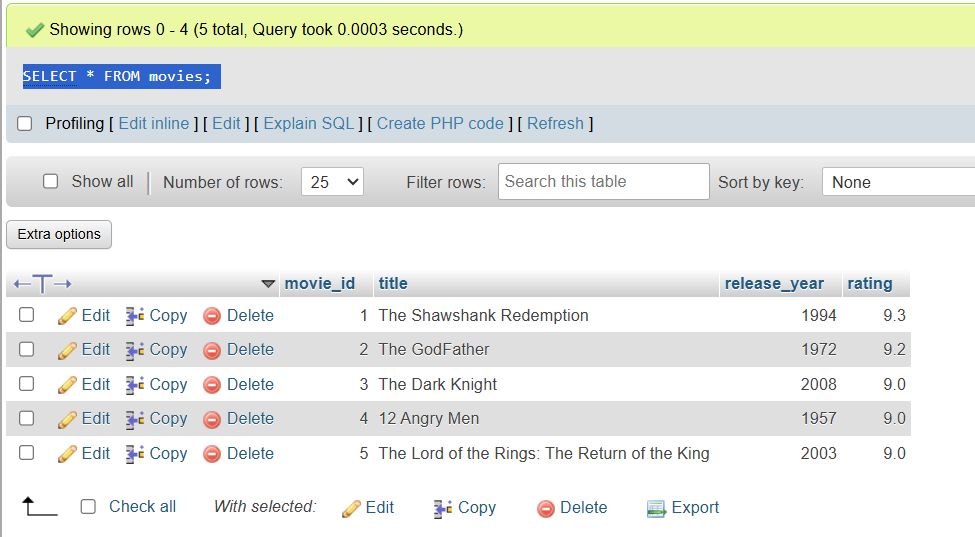 Showing rows 0 - 4 (5 total, Query took 0.0003 seconds.)
SELECT * FROM movies;
Profiling [ Edit inline ] [ Edit ] [ Explain SQL ] [ Create PHP code ] [ Refresh ]
Show all Number of rows: 25 Filter rows: Search this table Sort by key: None
Extra options
movie_id title release_year rating
Edit Copy Delete 1 The Shawshank Redemption 1994 9.3
Edit Copy Delete 2 The GodFather 1972 9.2
Edit Copy Delete 3 The Dark Knight 2008 9.0
Edit Copy Delete 4 12 Angry Men 1957 9.0
Edit Copy Delete 5 The Lord of the Rings: The Return of the King 2003 9.0
Check all With selected: Edit Copy Delete Export